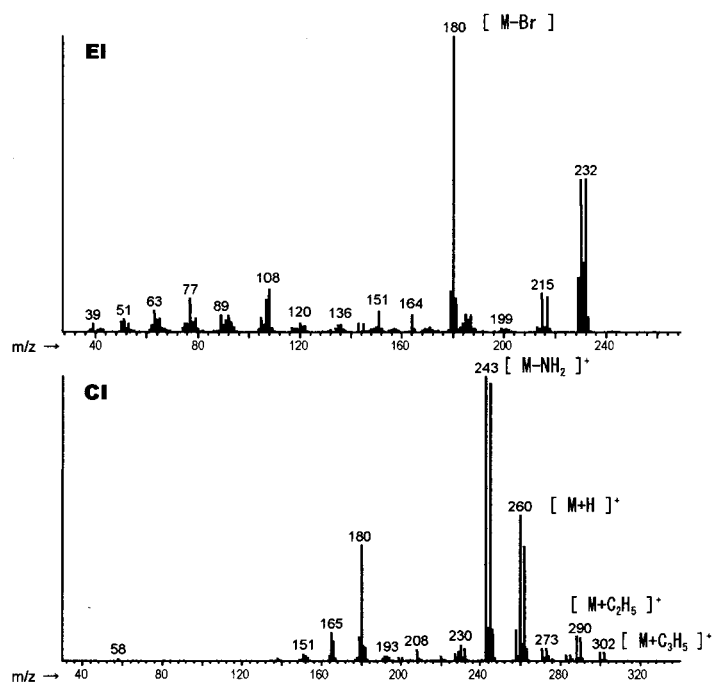 EI
180 [ M-Br ]
232
39 51 63 77 89 108 120 136 151 164 199 215
m/z → 40 80 120 160 200 240
CI
243 [ M-NH₂ ]⁺
260 [ M+H ]⁺
180
[ M+C₂H₅ ]⁺
58 151 165 193 208 230 273 290 302 [ M+C₃H₅ ]⁺
m/z → 40 80 120 160 200 240 280 320